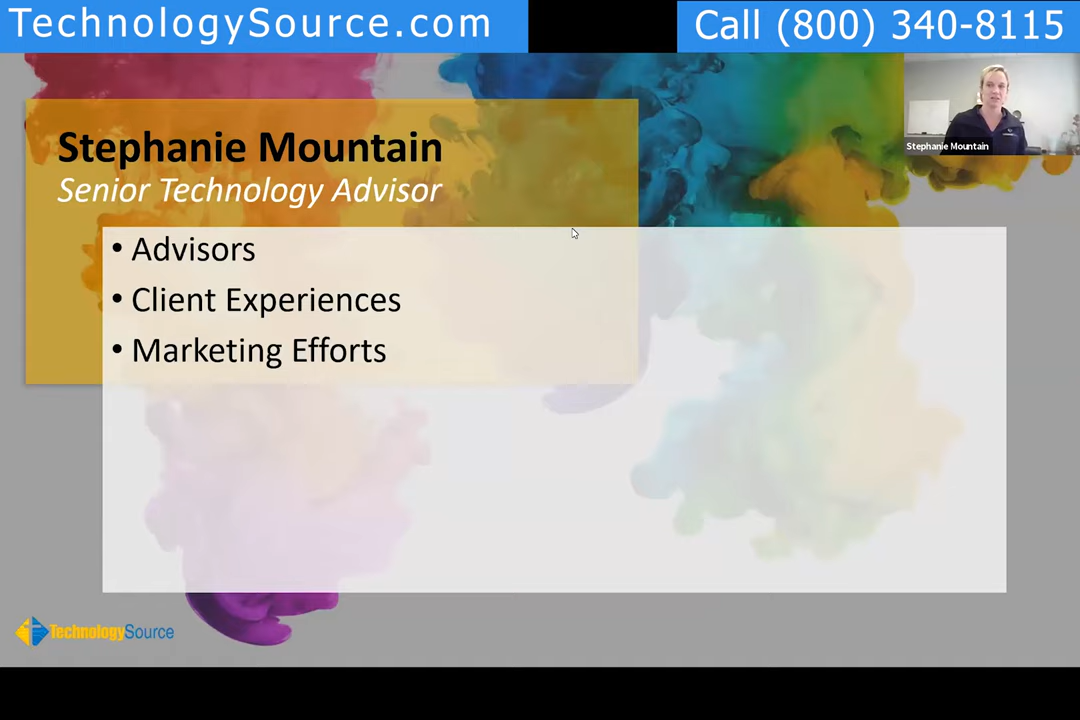 TechnologySource.com
Call (800) 340-8115
Stephanie Mountain
Stephanie Mountain
Senior Technology Advisor
• Advisors
• Client Experiences
• Marketing Efforts
TechnologySource